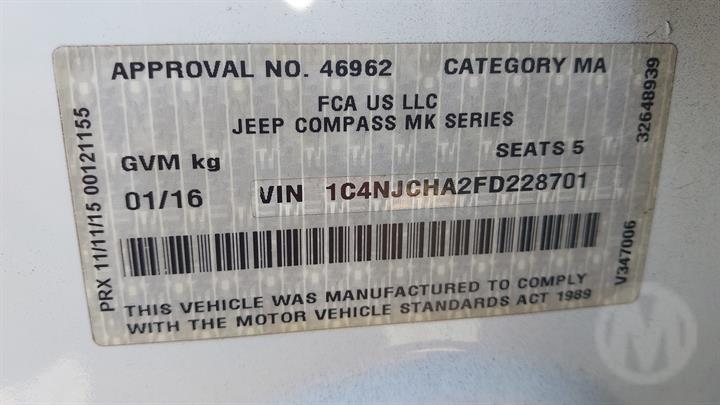 APPROVAL NO. 46962 CATEGORY MA
FCA US LLC
JEEP COMPASS MK SERIES
GVM kg SEATS 5
01/16 VIN 1C4NJCHA2FD228701
THIS VEHICLE WAS MANUFACTURED TO COMPLY
WITH THE MOTOR VEHICLE STANDARDS ACT 1989
PRX 11/11/15 00121155
32648939
V347006
M